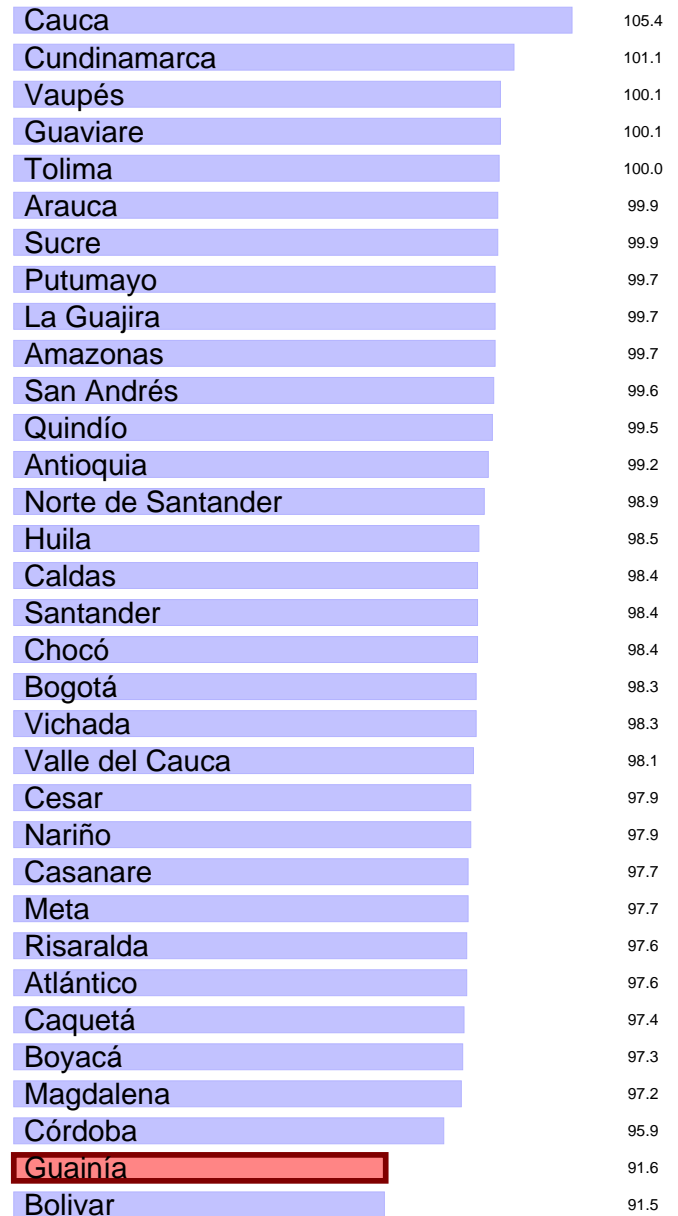 Cauca 105.4
Cundinamarca 101.1
Vaupés 100.1
Guaviare 100.1
Tolima 100.0
Arauca 99.9
Sucre 99.9
Putumayo 99.7
La Guajira 99.7
Amazonas 99.7
San Andrés 99.6
Quindío 99.5
Antioquia 99.2
Norte de Santander 98.9
Huila 98.5
Caldas 98.4
Santander 98.4
Chocó 98.4
Bogotá 98.3
Vichada 98.3
Valle del Cauca 98.1
Cesar 97.9
Nariño 97.9
Casanare 97.7
Meta 97.7
Risaralda 97.6
Atlántico 97.6
Caquetá 97.4
Boyacá 97.3
Magdalena 97.2
Córdoba 95.9
Guainía 91.6
Bolivar 91.5